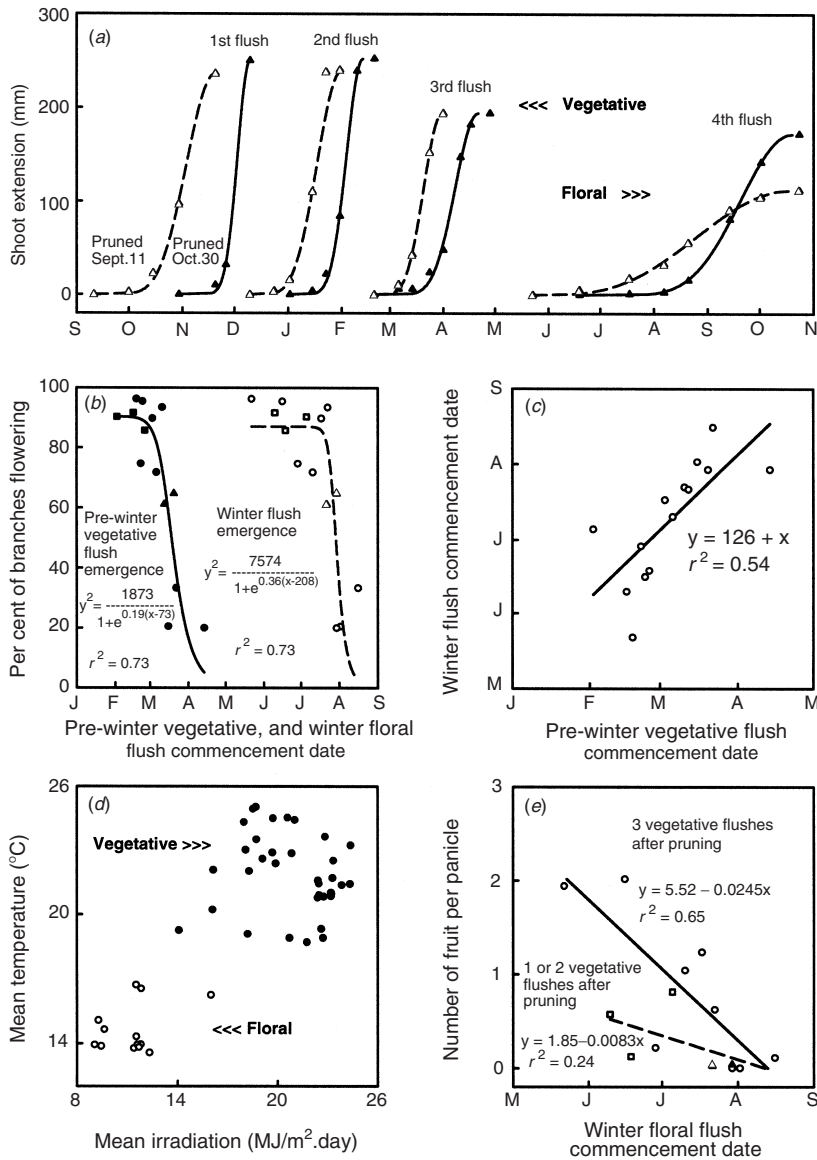 (a)
1st flush
2nd flush
3rd flush
<<< Vegetative
4th flush
Floral >>>
Pruned
Sept.11
Pruned
Oct.30
Shoot extension (mm)
300
200
100
0
S O N D J F M A M J J A S O N
(b)
Per cent of branches flowering
100
80
60
40
20
0
Pre-winter
vegetative
flush
emergence
y² = 1873
1+e^0.19(x-73)
r² = 0.73
Winter flush
emergence
y² = 7574
1+e^0.36(x-208)
r² = 0.73
J F M A M J J A S
Pre-winter vegetative, and winter floral
flush commencement date
(c)
Winter flush commencement date
S
A
J
J
M
y = 126 + x
r² = 0.54
J F M A M
Pre-winter vegetative flush
commencement date
(d)
Mean temperature (°C)
26
20
14
8
Vegetative >>>
<<< Floral
8 14 20 26
Mean irradiation (MJ/m².day)
(e)
Number of fruit per panicle
3
2
1
0
3 vegetative flushes
after pruning
y = 5.52 – 0.0245x
r² = 0.65
1 or 2 vegetative
flushes after
pruning
y = 1.85–0.0083x
r² = 0.24
M J J A S
Winter floral flush
commencement date